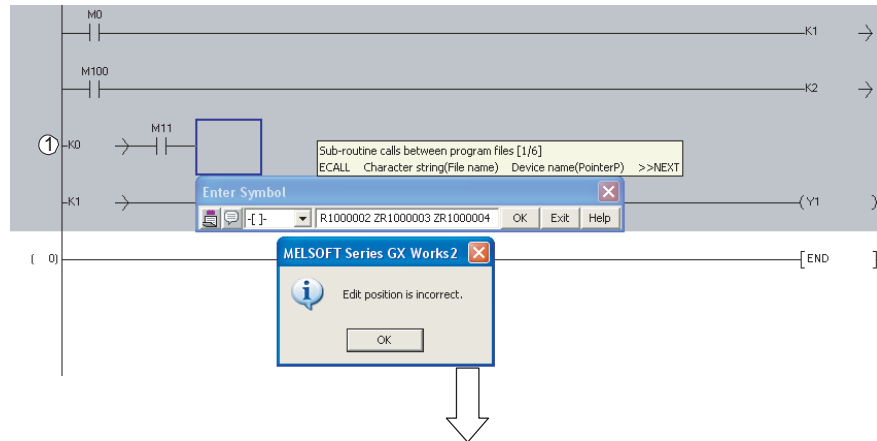 M0
K1
M100
K2
1
K0
M11
Sub-routine calls between program files [1/6]
ECALL Character string(File name) Device name(PointerP) >>NEXT
Enter Symbol
K1
Y1
-[ ]-
R1000002 ZR1000003 ZR1000004
OK
Exit
Help
( 0)
MELSOFT Series GX Works2
END
Edit position is incorrect.
OK